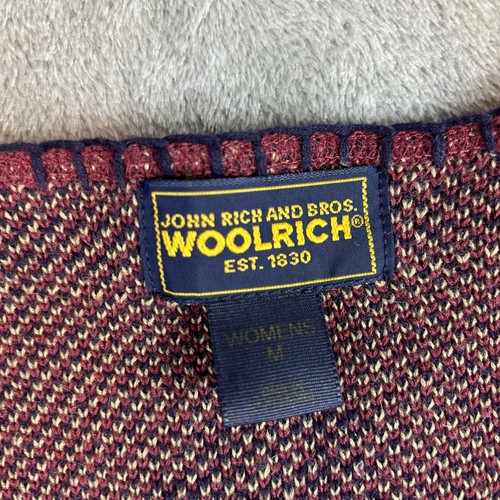 JOHN RICH AND BROS.
WOOLRICH®
EST. 1830
WOMENS
M